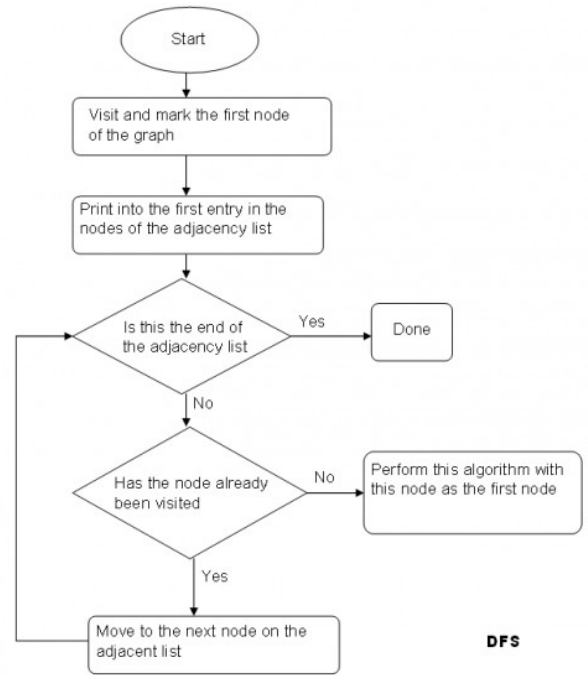 Start
Visit and mark the first node
of the graph
Print into the first entry in the
nodes of the adjacency list
Is this the end of
the adjacency list
Yes
Done
No
Has the node already
been visited
No
Perform this algorithm with
this node as the first node
Yes
Move to the next node on the
adjacent list
DFS